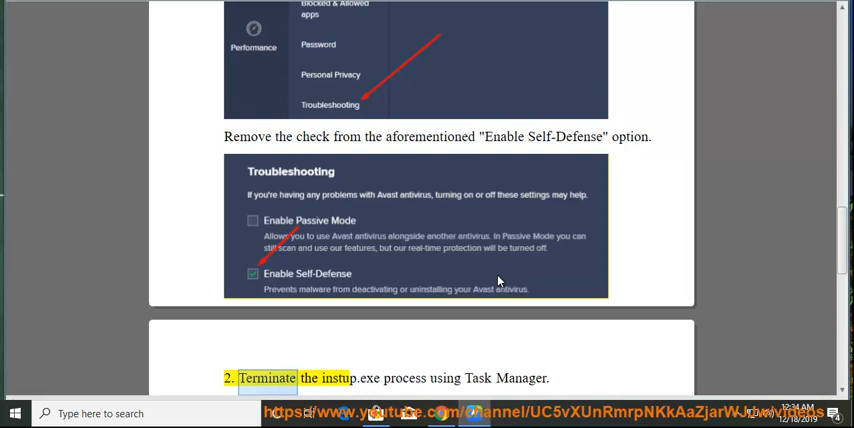 Blocked & Allowed
apps
Performance
Password
Personal Privacy
Troubleshooting
Remove the check from the aforementioned "Enable Self-Defense" option.
Troubleshooting
If you're having any problems with Avast antivirus, turning on or off these settings may help.
Enable Passive Mode
Allows you to use Avast antivirus alongside another antivirus. In Passive Mode you can
still scan and use our features, but our real-time protection will be turned off.
Enable Self-Defense
Prevents malware from deactivating or uninstalling your Avast antivirus.
2. Terminate the instup.exe process using Task Manager.
Type here to search
12:34 AM
12/18/2019
4